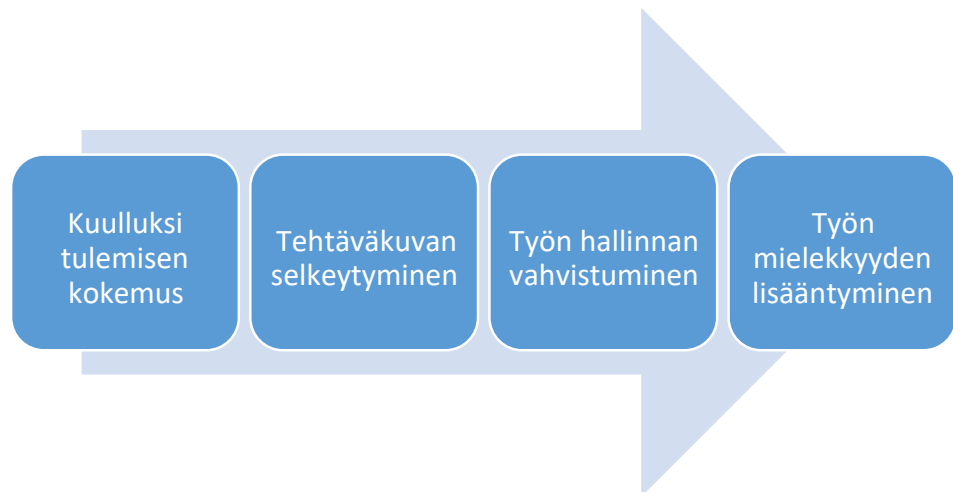 Kuulluksi
tulemisen
kokemus
Tehtäväkuvan
selkeytyminen
Työn hallinnan
vahvistuminen
Työn
mielekkyyden
lisääntyminen